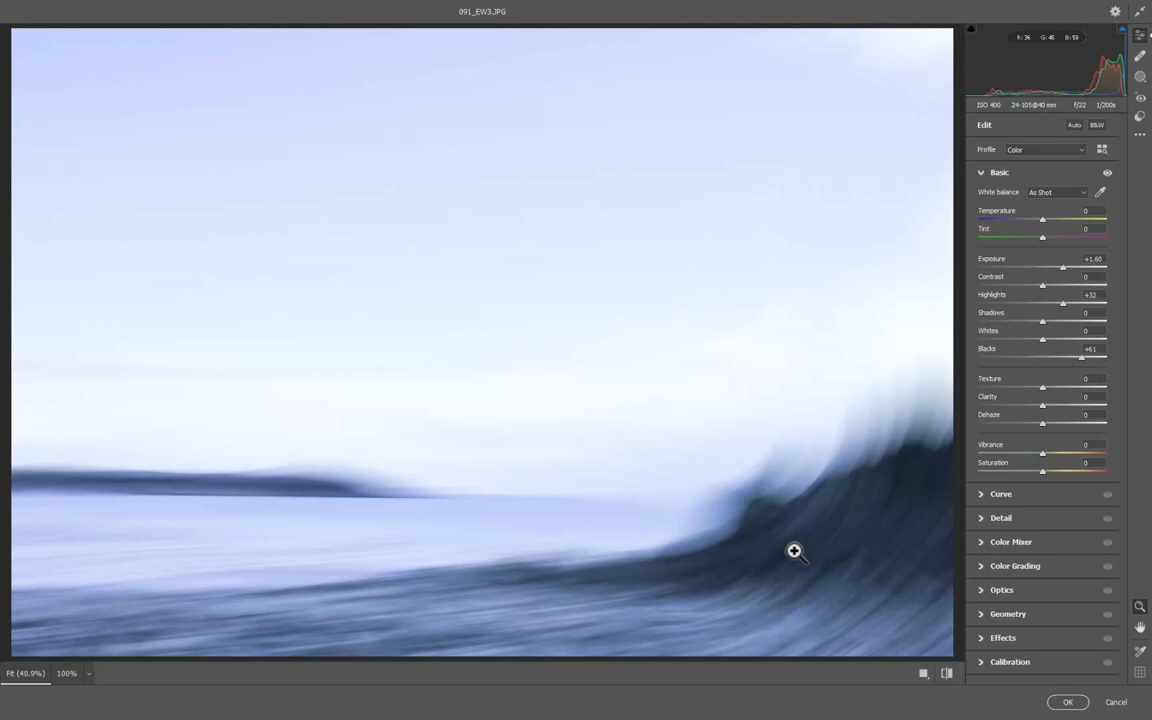 091_EW3.JPG
R: 36 G: 45 B: 58
ISO 400 24-105@40 mm f/22 1/200s
Edit Auto B&W
Profile Color
Basic
White balance As Shot
Temperature 0
Tint 0
Exposure +1.60
Contrast 0
Highlights +32
Shadows 0
Whites 0
Blacks +61
Texture 0
Clarity 0
Dehaze 0
Vibrance 0
Saturation 0
Curve
Detail
Color Mixer
Color Grading
Optics
Geometry
Effects
Calibration
Fit (40.9%) 100%
OK Cancel